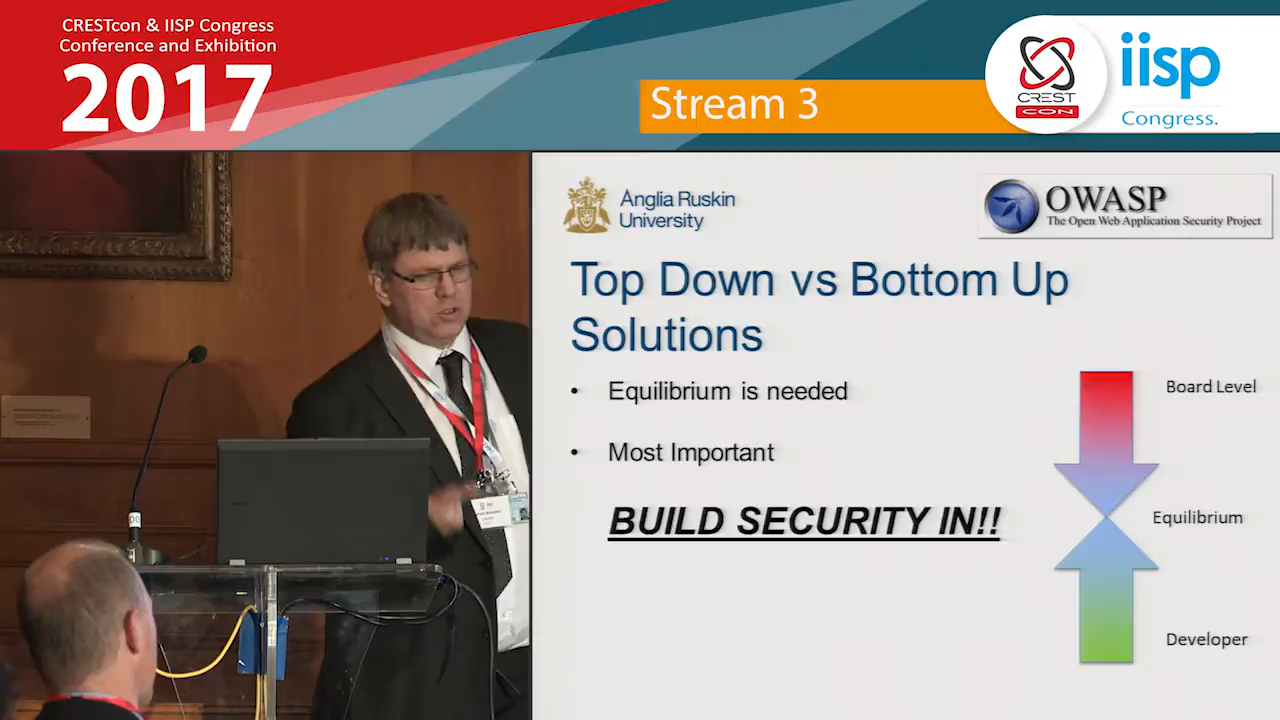 CRESTcon & IISP Congress
Conference and Exhibition
2017
Stream 3
CREST
CON
iisp
Congress.
Anglia Ruskin
University
OWASP
The Open Web Application Security Project
Top Down vs Bottom Up
Solutions
• Equilibrium is needed
• Most Important
BUILD SECURITY IN!!
Board Level
Equilibrium
Developer